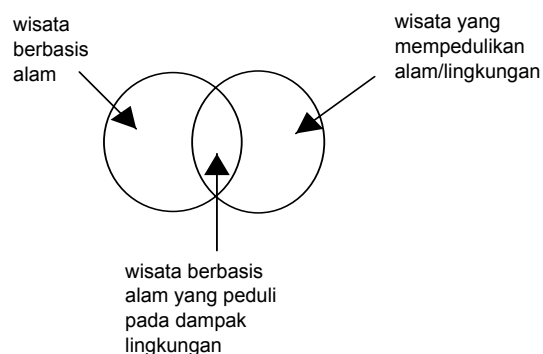 wisata
berbasis
alam
wisata yang
mempedulikan
alam/lingkungan
wisata berbasis
alam yang peduli
pada dampak
lingkungan